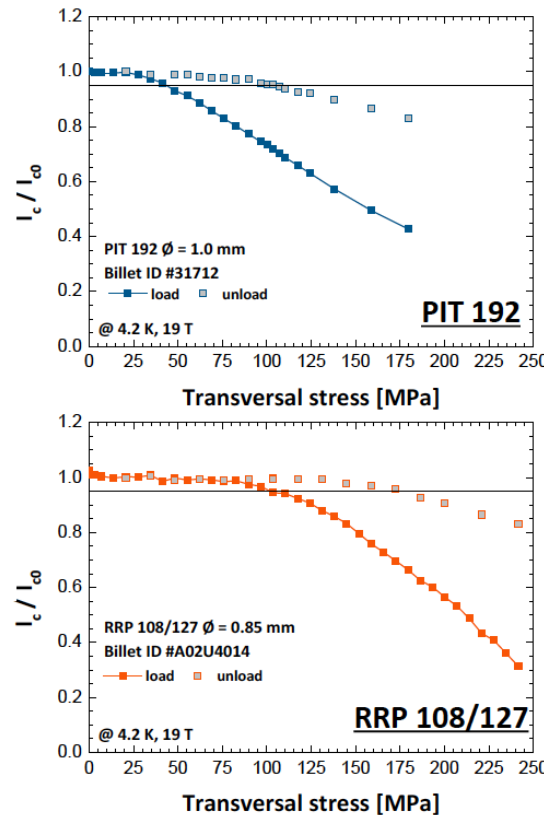 1.2
1.0
0.8
0.6
0.4
0.2
0.0
I_c / I_c0
PIT 192 Ø = 1.0 mm
Billet ID #31712
load unload
@ 4.2 K, 19 T
PIT 192
0 25 50 75 100 125 150 175 200 225 250
Transversal stress [MPa]
1.2
1.0
0.8
0.6
0.4
0.2
0.0
I_c / I_c0
RRP 108/127 Ø = 0.85 mm
Billet ID #A02U4014
load unload
@ 4.2 K, 19 T
RRP 108/127
0 25 50 75 100 125 150 175 200 225 250
Transversal stress [MPa]